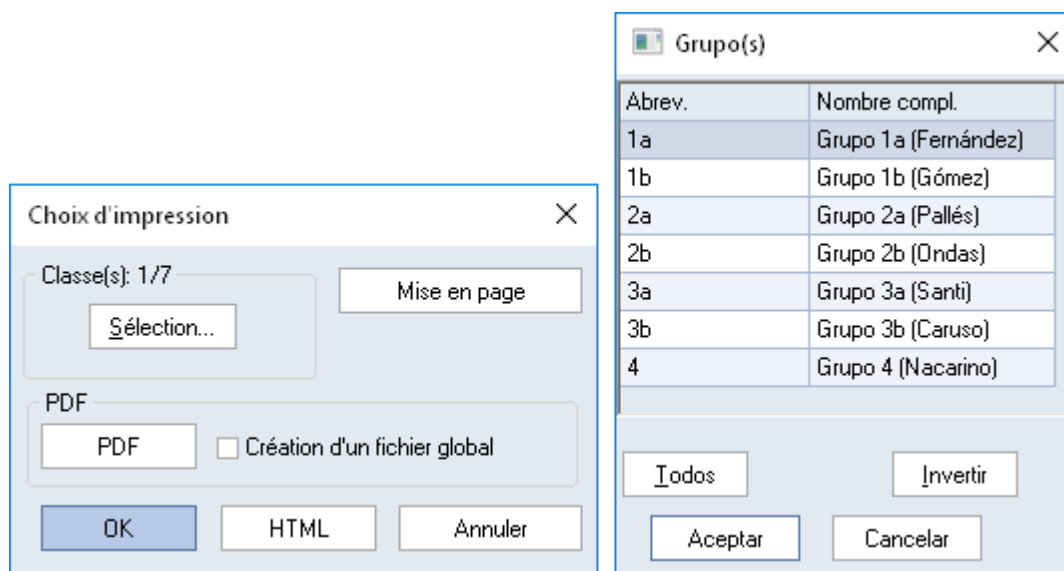 Choix d'impression
Classe(s): 1/7
Mise en page
Sélection...
PDF
PDF
Création d'un fichier global
OK HTML Annuler
Grupo(s)
Abrev. Nombre compl.
1a Grupo 1a (Fernández)
1b Grupo 1b (Gómez)
2a Grupo 2a (Pallés)
2b Grupo 2b (Ondas)
3a Grupo 3a (Santi)
3b Grupo 3b (Caruso)
4 Grupo 4 (Nacarino)
Todos Invertir
Aceptar Cancelar